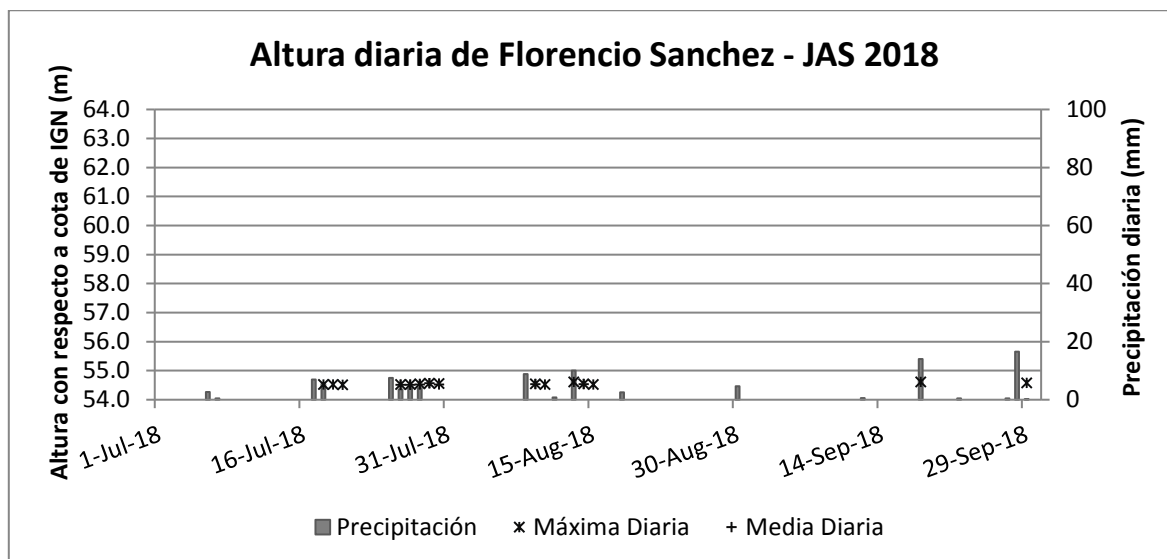 Altura diaria de Florencio Sanchez - JAS 2018
Altura con respecto a cota de IGN (m)
64.0
63.0
62.0
61.0
60.0
59.0
58.0
57.0
56.0
55.0
54.0
100
80
60
40
20
0
Precipitación diaria (mm)
1-Jul-18
16-Jul-18
31-Jul-18
15-Aug-18
30-Aug-18
14-Sep-18
29-Sep-18
Precipitación
Máxima Diaria
Media Diaria